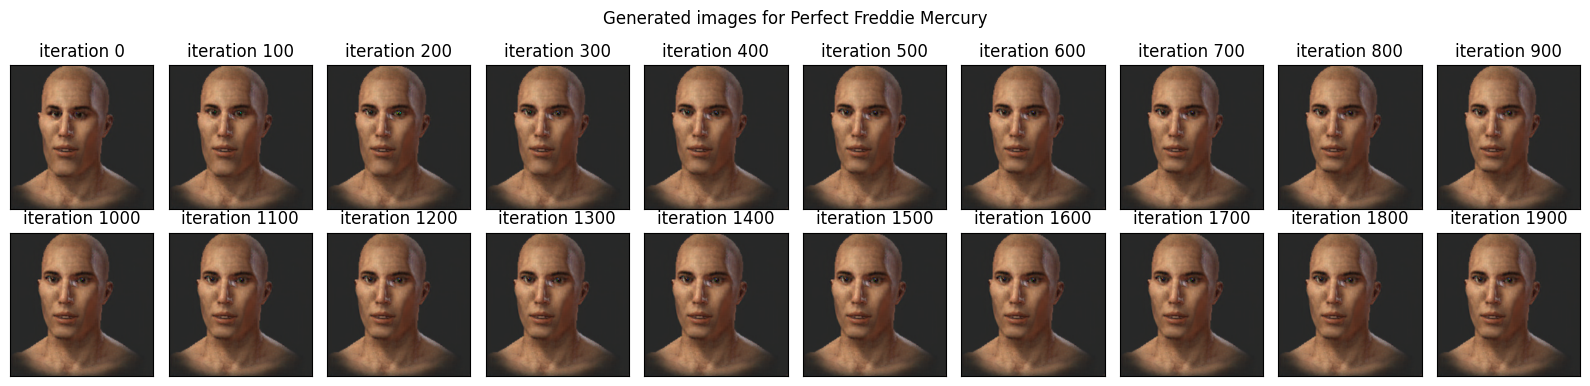 Generated images for Perfect Freddie Mercury
iteration 0 iteration 100 iteration 200 iteration 300 iteration 400 iteration 500 iteration 600 iteration 700 iteration 800 iteration 900
iteration 1000 iteration 1100 iteration 1200 iteration 1300 iteration 1400 iteration 1500 iteration 1600 iteration 1700 iteration 1800 iteration 1900